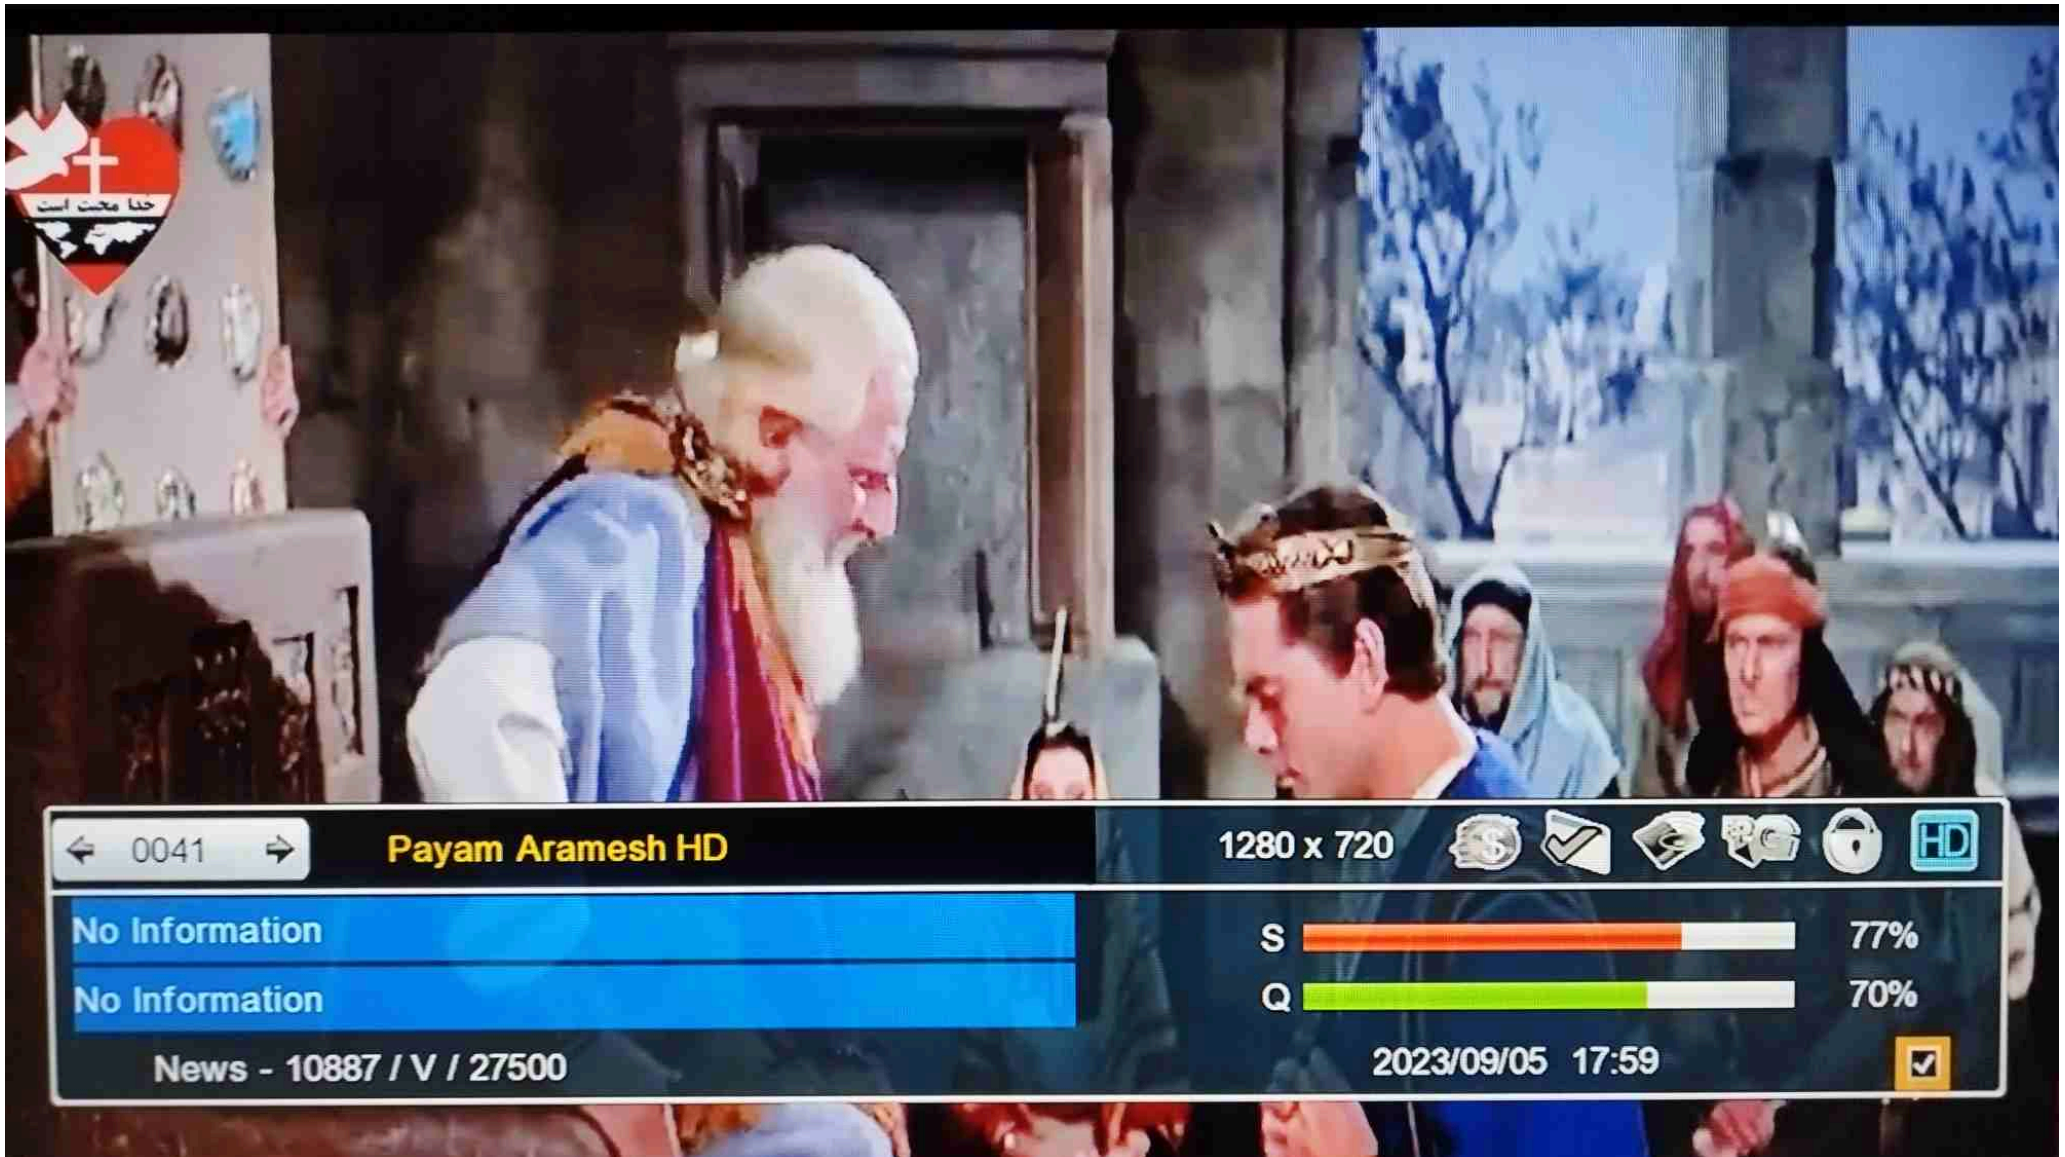 خدا محبت است
0041
Payam Aramesh HD
1280 x 720
HD
No Information
S
77%
No Information
Q
70%
News - 10887 / V / 27500
2023/09/05 17:59